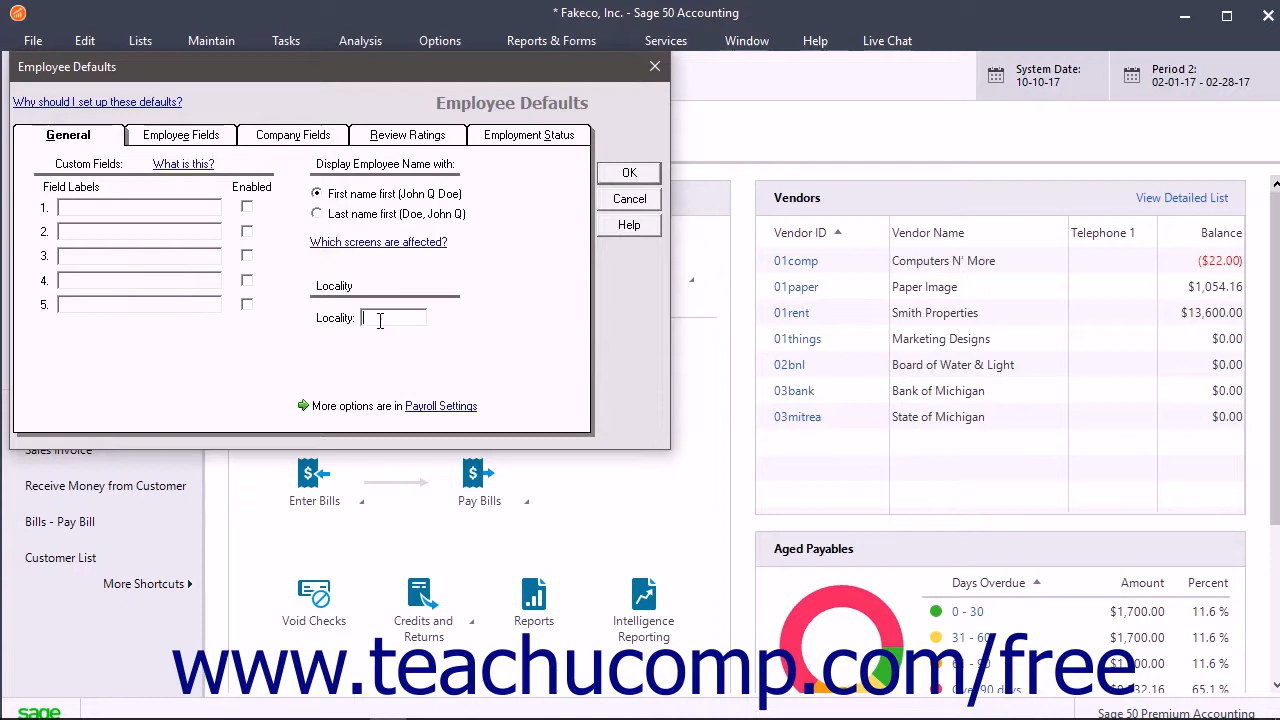 * Fakeco, Inc. - Sage 50 Accounting
File Edit Lists Maintain Tasks Analysis Options Reports & Forms Services Window Help Live Chat
Employee Defaults
System Date:
10-10-17
Period 2:
02-01-17 - 02-28-17
Why should I set up these defaults?
Employee Defaults
General Employee Fields Company Fields Review Ratings Employment Status
Custom Fields: What is this?
Field Labels Enabled
1.
2.
3.
4.
5.
Display Employee Name with:
First name first (John Q Doe)
Last name first (Doe, John Q)
Which screens are affected?
Locality
Locality:
More options are in Payroll Settings
OK
Cancel
Help
Vendors View Detailed List
Vendor ID Vendor Name Telephone 1 Balance
01comp Computers N' More ($22.00)
01paper Paper Image $1,054.16
01rent Smith Properties $13,600.00
01things Marketing Designs $0.00
02bnl Board of Water & Light $0.00
03bank Bank of Michigan $0.00
03mitrea State of Michigan $0.00
Sales Invoice
Receive Money from Customer
Bills - Pay Bill
Customer List
More Shortcuts
Enter Bills
Pay Bills
Void Checks
Credits and
Returns
Reports
Intelligence
Reporting
Aged Payables
Days Overdue Amount Percent
0 - 30 $1,700.00 11.6 %
31 - 60 $1,700.00 11.6 %
11.6 %
65.1 %
www.teachucomp.com/free
sage
Sage 50 Premium Accounting